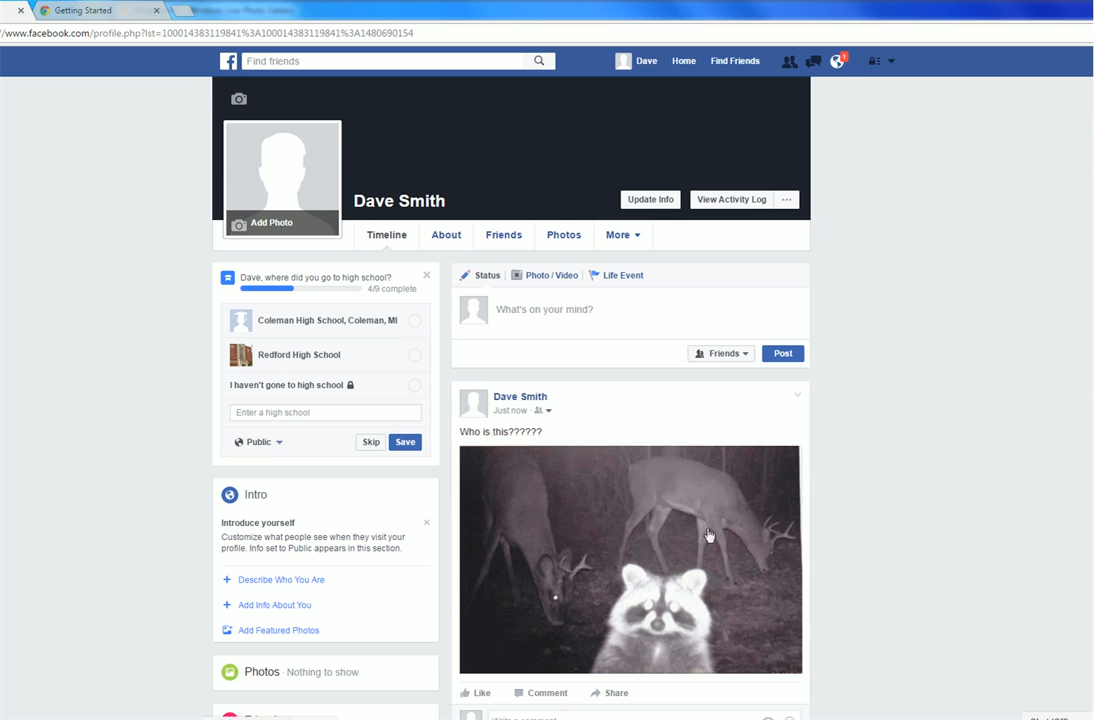 Getting Started
//www.facebook.com/profile.php?lst=100014383119841%3A100014383119841%3A1480690154
Find friends
Dave
Home
Find Friends
1
Add Photo
Dave Smith
Update Info
View Activity Log
...
Timeline
About
Friends
Photos
More
Dave, where did you go to high school?
4/9 complete
Coleman High School, Coleman, MI
Redford High School
I haven't gone to high school
Enter a high school
Public
Skip
Save
Intro
Introduce yourself
Customize what people see when they visit your
profile. Info set to Public appears in this section.
+ Describe Who You Are
+ Add Info About You
Add Featured Photos
Photos · Nothing to show
Status
Photo / Video
Life Event
What's on your mind?
Friends
Post
Dave Smith
Just now ·
Who is this??????
Like
Comment
Share